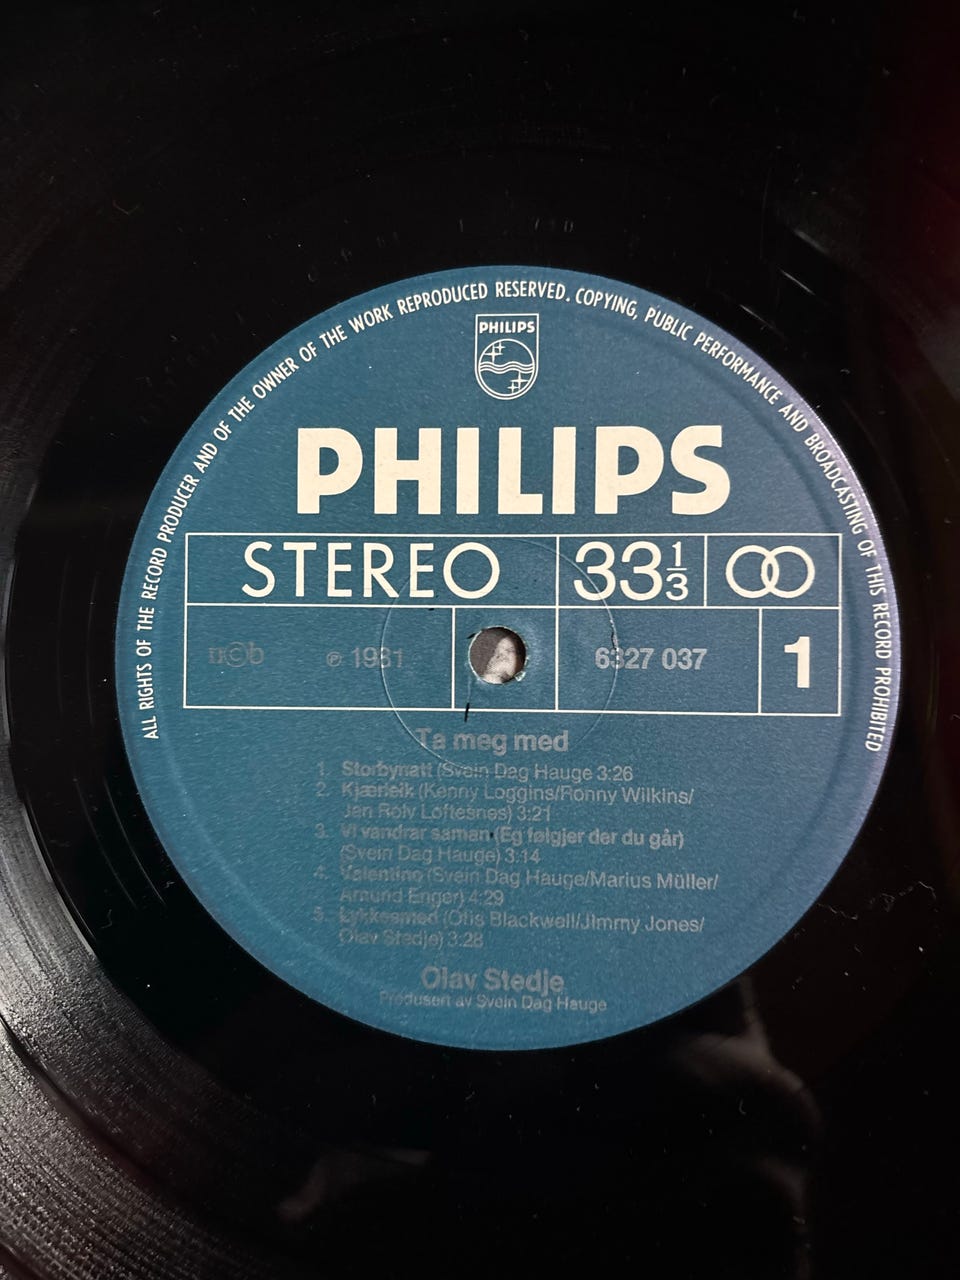 ALL RIGHTS OF THE RECORD PRODUCER AND OF THE OWNER OF THE WORK REPRODUCED RESERVED. COPYING, PUBLIC PERFORMANCE AND BROADCASTING OF THIS RECORD PROHIBITED
PHILIPS
PHILIPS
STEREO 33 1/3
n©b ℗ 1981 6327 037 1
Ta meg med
1. Storbynatt (Svein Dag Hauge 3:26
2. Kjærleik (Kenny Loggins/Ronny Wilkins/
Jan Rolv Loftesnes) 3:21
3. Vi vandrar saman (Eg følgjer der du går)
(Svein Dag Hauge) 3:14
4. Valentino (Svein Dag Hauge/Marius Müller/
Amund Enger) 4:29
5. Lykkesmed (Otis Blackwell/Jimmy Jones/
Olav Stedje) 3:28
Olav Stedje
Produsert av Svein Dag Hauge